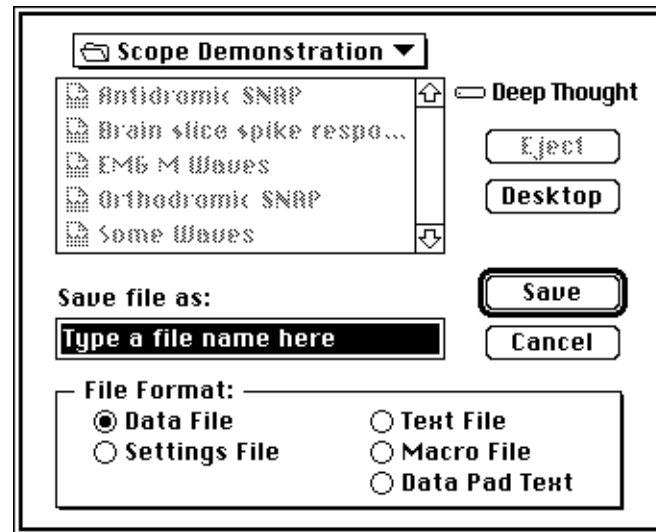 Scope Demonstration
Antidromic SNAP
Deep Thought
Brain slice spike respo...
Eject
EMG M Waves
Orthodromic SNAP
Desktop
Some Waves
Save file as:
Save
Type a file name here
Cancel
File Format:
Data File
Text File
Settings File
Macro File
Data Pad Text